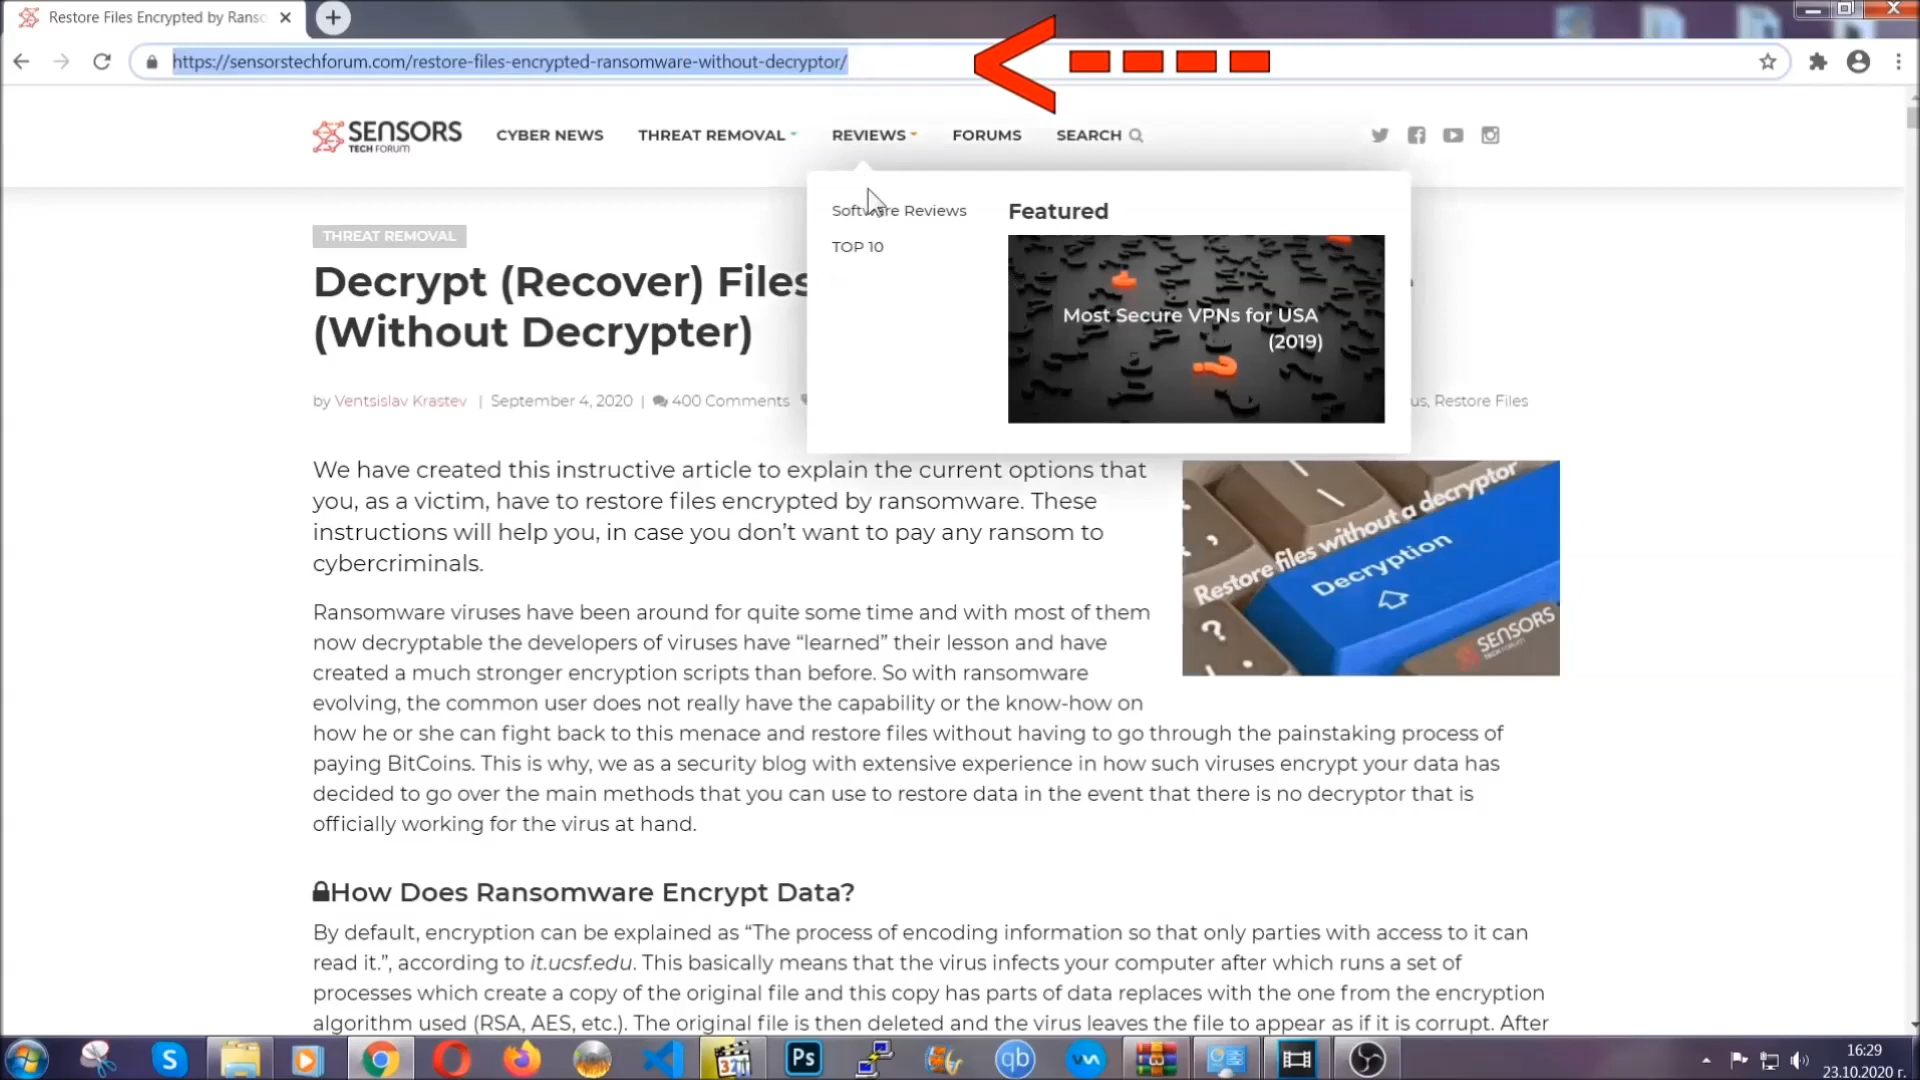 Restore Files Encrypted by Ranso
https://sensorstechforum.com/restore-files-encrypted-ransomware-without-decryptor/
SENSORS
TECH FORUM
CYBER NEWS THREAT REMOVAL REVIEWS FORUMS SEARCH
Software Reviews
TOP 10
Featured
Most Secure VPNs for USA
(2019)
THREAT REMOVAL
Decrypt (Recover) Files
(Without Decrypter)
by Ventsislav Krastev | September 4, 2020 | 400 Comments us, Restore Files
We have created this instructive article to explain the current options that
you, as a victim, have to restore files encrypted by ransomware. These
instructions will help you, in case you don’t want to pay any ransom to
cybercriminals.
Restore files without a decryptor
Decryption
SENSORS
TECH FORUM
Ransomware viruses have been around for quite some time and with most of them
now decryptable the developers of viruses have “learned” their lesson and have
created a much stronger encryption scripts than before. So with ransomware
evolving, the common user does not really have the capability or the know-how on
how he or she can fight back to this menace and restore files without having to go through the painstaking process of
paying BitCoins. This is why, we as a security blog with extensive experience in how such viruses encrypt your data has
decided to go over the main methods that you can use to restore data in the event that there is no decryptor that is
officially working for the virus at hand.
How Does Ransomware Encrypt Data?
By default, encryption can be explained as “The process of encoding information so that only parties with access to it can
read it.”, according to it.ucsf.edu. This basically means that the virus infects your computer after which runs a set of
processes which create a copy of the original file and this copy has parts of data replaces with the one from the encryption
algorithm used (RSA, AES, etc.). The original file is then deleted and the virus leaves the file to appear as if it is corrupt. After
S
321
Ps
qb
16:29
23.10.2020 г.